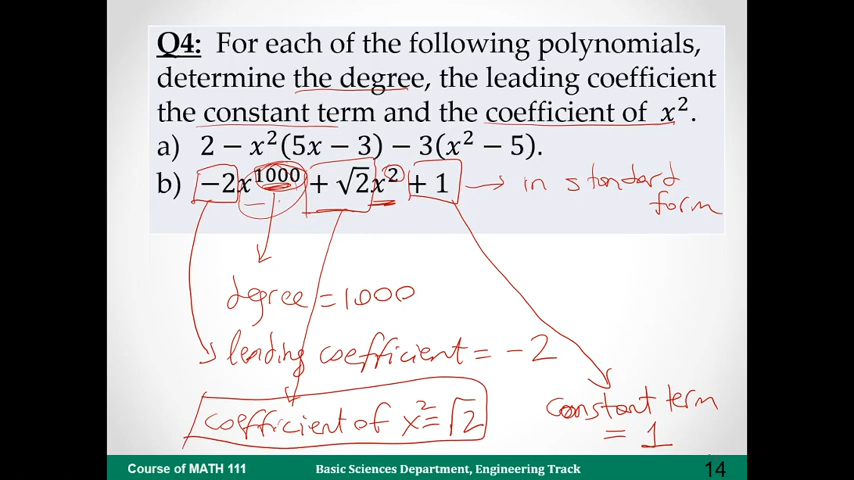 Q4: For each of the following polynomials,
determine the degree, the leading coefficient
the constant term and the coefficient of x².
a) 2 − x²(5x − 3) − 3(x² − 5).
b) −2x¹⁰⁰⁰ + √2x² + 1 → in standard
form
degree = 1000
leading coefficient = −2
coefficient of x² = √2
constant term
= 1
Course of MATH 111 Basic Sciences Department, Engineering Track 14